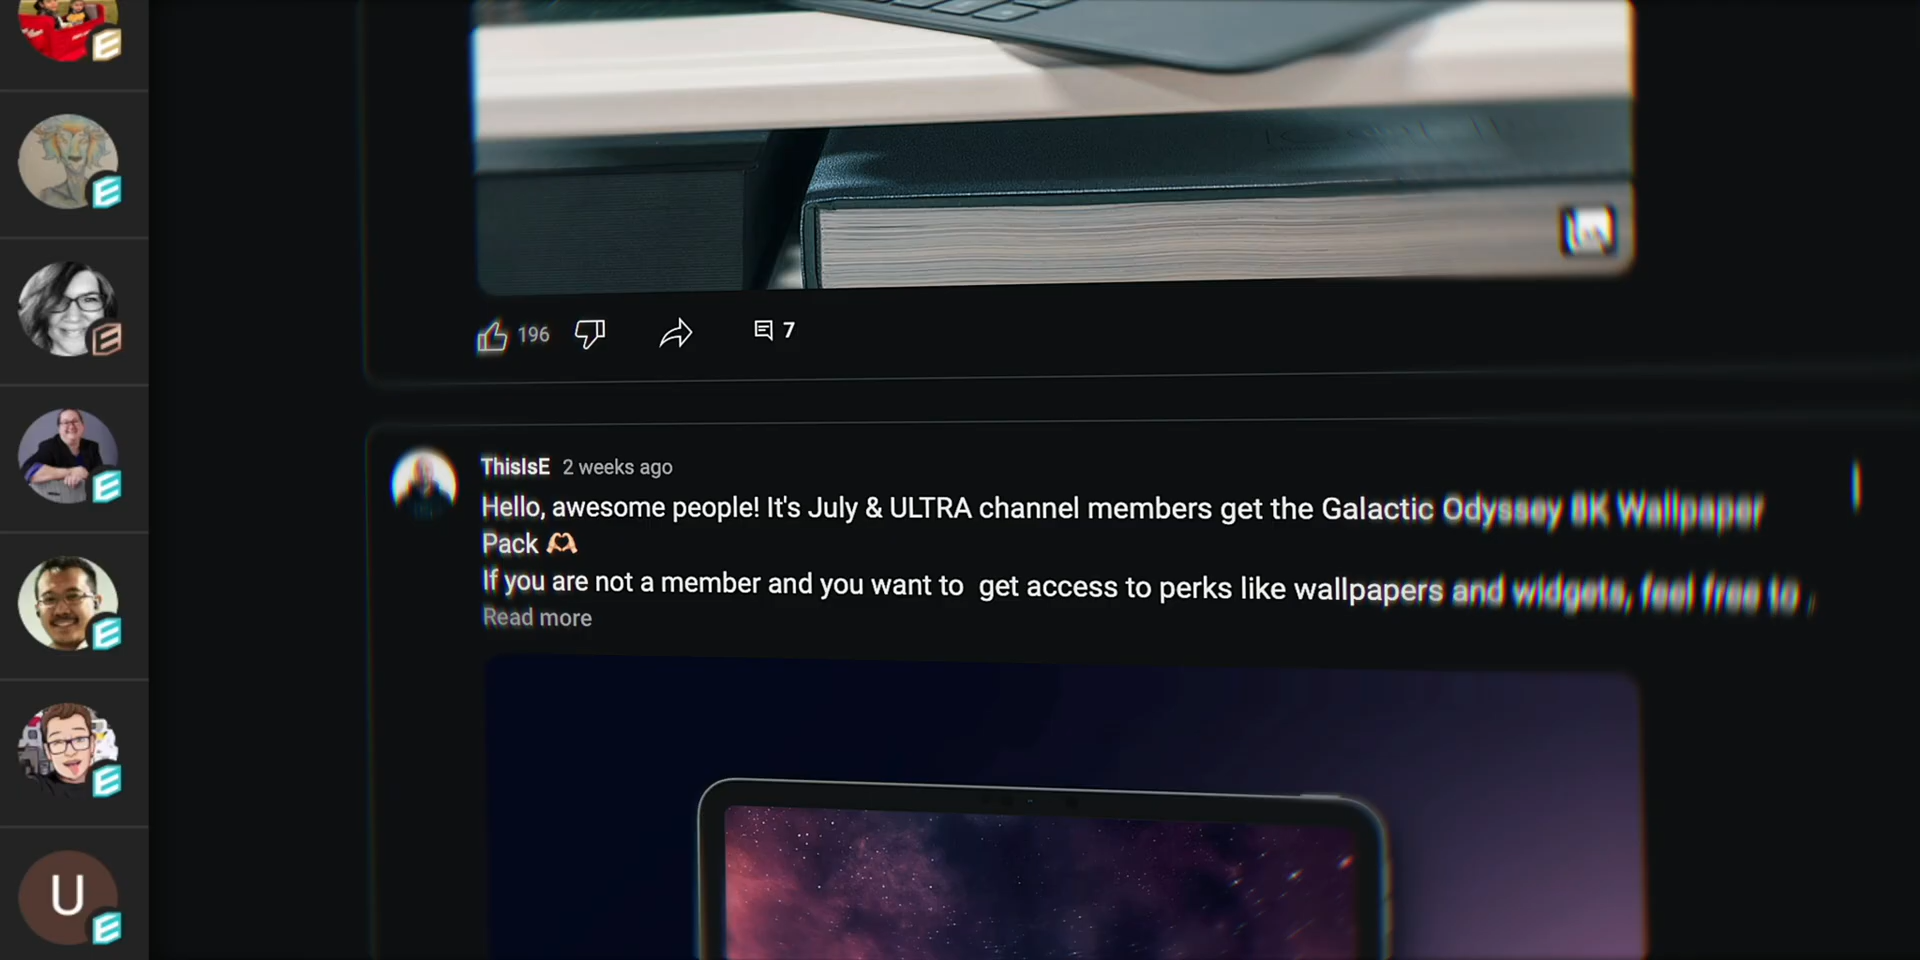 196
7
ThisIsE 2 weeks ago
Hello, awesome people! It's July & ULTRA channel members get the Galactic Odyssey 8K Wallpaper
Pack 🫶🏻
If you are not a member and you want to  get access to perks like wallpapers and widgets, feel free to
Read more
U